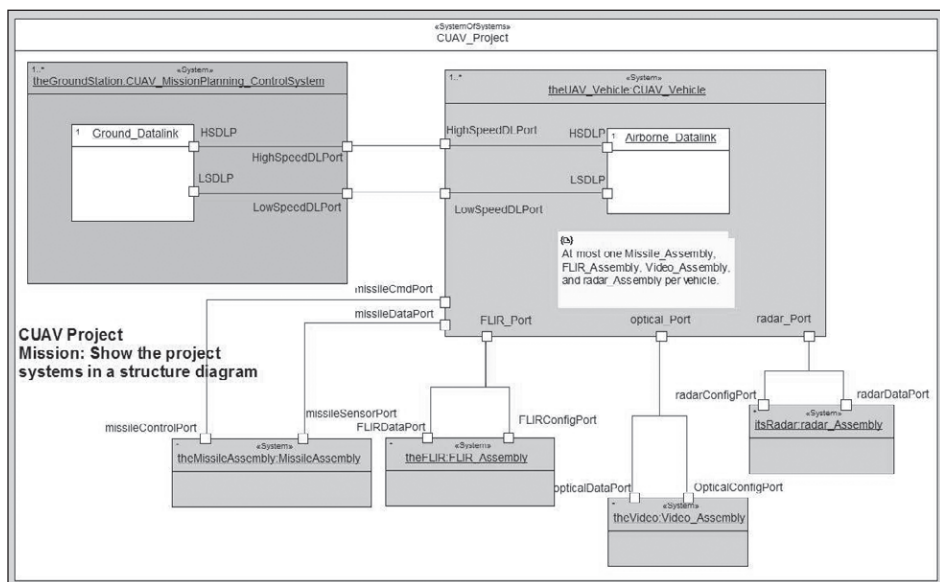 «SystemOfSystems»
CUAV_Project
1..* «System»
theGroundStation:CUAV_MissionPlanning_ControlSystem
1 Ground_Datalink
HSDLP
HighSpeedDLPort
LSDLP
LowSpeedDLPort
1..* «System»
theUAV_Vehicle:CUAV_Vehicle
HighSpeedDLPort
HSDLP
1 Airborne_Datalink
LSDLP
LowSpeedDLPort
At most one Missile_Assembly,
FLIR_Assembly, Video_Assembly,
and radar_Assembly per vehicle.
missileCmdPort
missileDataPort
FLIR_Port
optical_Port
radar_Port
CUAV Project
Mission: Show the project
systems in a structure diagram
missileControlPort
missileSensorPort
* «System»
theMissileAssembly:MissileAssembly
FLIRDataPort
FLIRConfigPort
* «System»
theFLIR:FLIR_Assembly
opticalDataPort
OpticalConfigPort
* «System»
theVideo:Video_Assembly
radarConfigPort
radarDataPort
* «System»
itsRadar:radar_Assembly